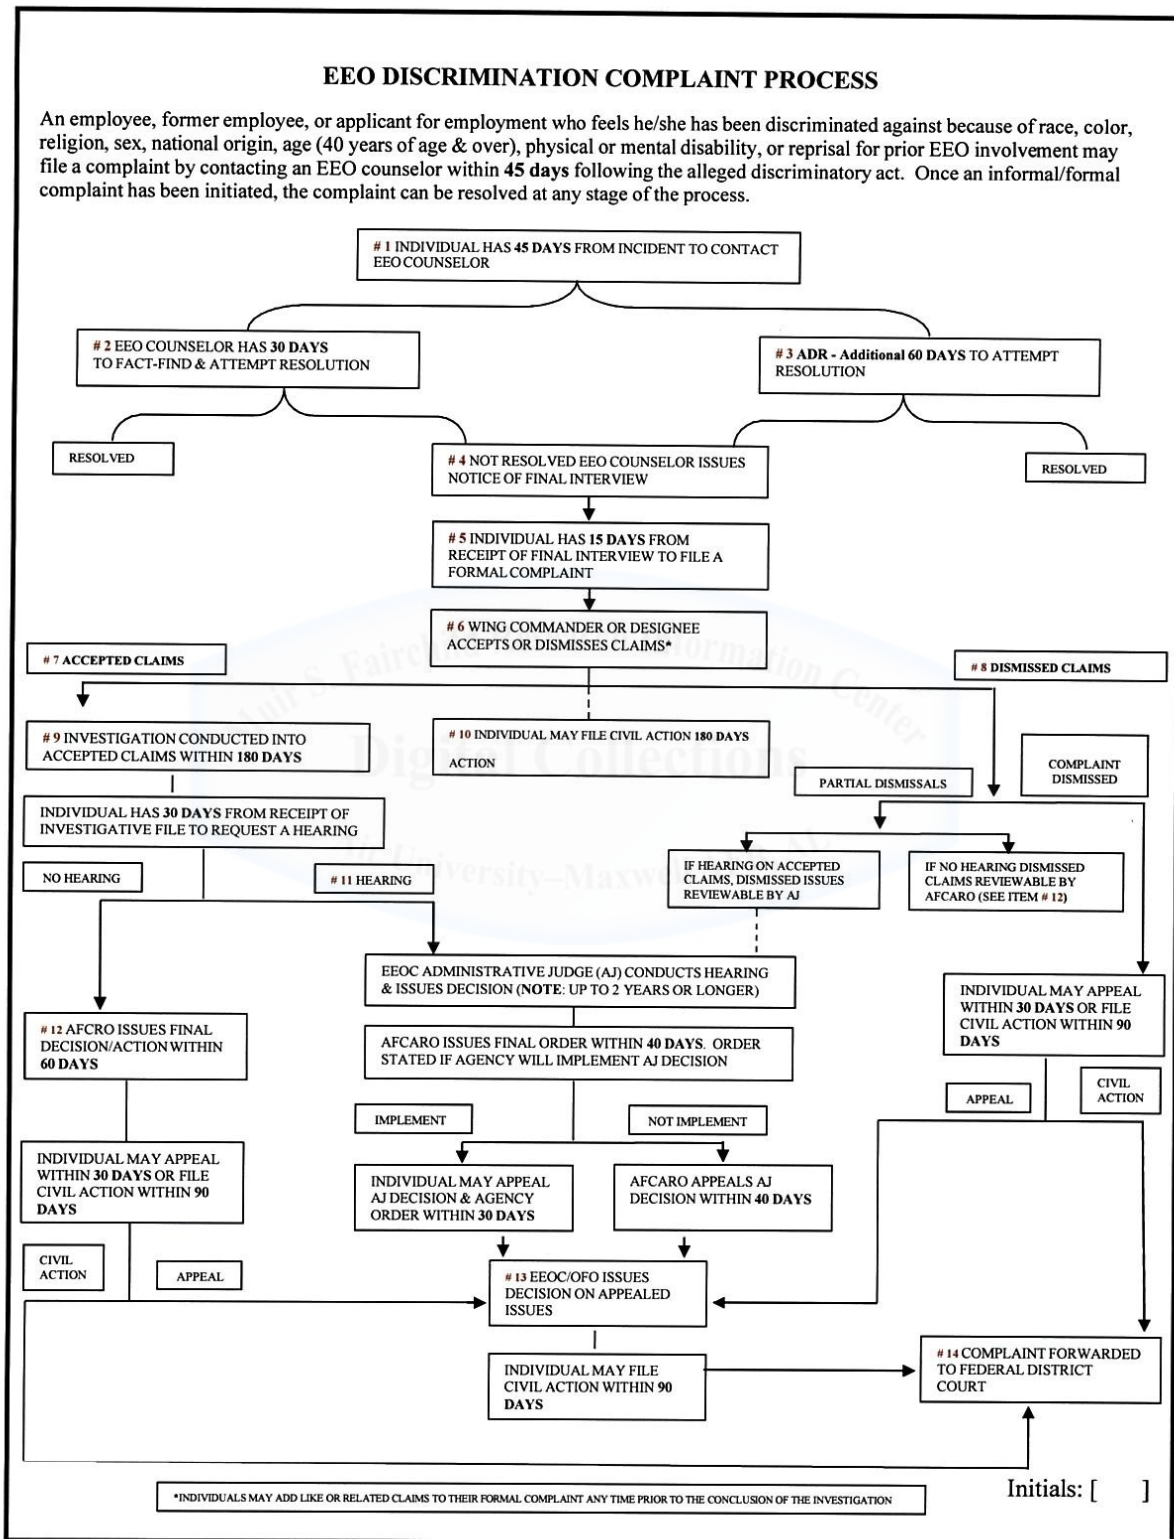 EEO DISCRIMINATION COMPLAINT PROCESS
An employee, former employee, or applicant for employment who feels he/she has been discriminated against because of race, color,
religion, sex, national origin, age (40 years of age & over), physical or mental disability, or reprisal for prior EEO involvement may
file a complaint by contacting an EEO counselor within 45 days following the alleged discriminatory act. Once an informal/formal
complaint has been initiated, the complaint can be resolved at any stage of the process.
# 1 INDIVIDUAL HAS 45 DAYS FROM INCIDENT TO CONTACT
EEO COUNSELOR
# 2 EEO COUNSELOR HAS 30 DAYS
TO FACT-FIND & ATTEMPT RESOLUTION
# 3 ADR - Additional 60 DAYS TO ATTEMPT
RESOLUTION
RESOLVED
# 4 NOT RESOLVED EEO COUNSELOR ISSUES
NOTICE OF FINAL INTERVIEW
RESOLVED
# 5 INDIVIDUAL HAS 15 DAYS FROM
RECEIPT OF FINAL INTERVIEW TO FILE A
FORMAL COMPLAINT
# 6 WING COMMANDER OR DESIGNEE
ACCEPTS OR DISMISSES CLAIMS*
# 7 ACCEPTED CLAIMS
# 8 DISMISSED CLAIMS
# 9 INVESTIGATION CONDUCTED INTO
ACCEPTED CLAIMS WITHIN 180 DAYS
# 10 INDIVIDUAL MAY FILE CIVIL ACTION 180 DAYS
ACTION
COMPLAINT
DISMISSED
PARTIAL DISMISSALS
INDIVIDUAL HAS 30 DAYS FROM RECEIPT OF
INVESTIGATIVE FILE TO REQUEST A HEARING
NO HEARING
# 11 HEARING
IF HEARING ON ACCEPTED
CLAIMS, DISMISSED ISSUES
REVIEWABLE BY AJ
IF NO HEARING DISMISSED
CLAIMS REVIEWABLE BY
AFCARO (SEE ITEM # 12)
EEOC ADMINISTRATIVE JUDGE (AJ) CONDUCTS HEARING
& ISSUES DECISION (NOTE: UP TO 2 YEARS OR LONGER)
INDIVIDUAL MAY APPEAL
WITHIN 30 DAYS OR FILE
CIVIL ACTION WITHIN 90
DAYS
# 12 AFCRO ISSUES FINAL
DECISION/ACTION WITHIN
60 DAYS
AFCARO ISSUES FINAL ORDER WITHIN 40 DAYS. ORDER
STATED IF AGENCY WILL IMPLEMENT AJ DECISION
APPEAL
CIVIL
ACTION
IMPLEMENT
NOT IMPLEMENT
INDIVIDUAL MAY APPEAL
WITHIN 30 DAYS OR FILE
CIVIL ACTION WITHIN 90
DAYS
INDIVIDUAL MAY APPEAL
AJ DECISION & AGENCY
ORDER WITHIN 30 DAYS
AFCARO APPEALS AJ
DECISION WITHIN 40 DAYS
CIVIL
ACTION
APPEAL
# 13 EEOC/OFO ISSUES
DECISION ON APPEALED
ISSUES
INDIVIDUAL MAY FILE
CIVIL ACTION WITHIN 90
DAYS
# 14 COMPLAINT FORWARDED
TO FEDERAL DISTRICT
COURT
*INDIVIDUALS MAY ADD LIKE OR RELATED CLAIMS TO THEIR FORMAL COMPLAINT ANY TIME PRIOR TO THE CONCLUSION OF THE INVESTIGATION
Initials: [ ]
Digital Collections